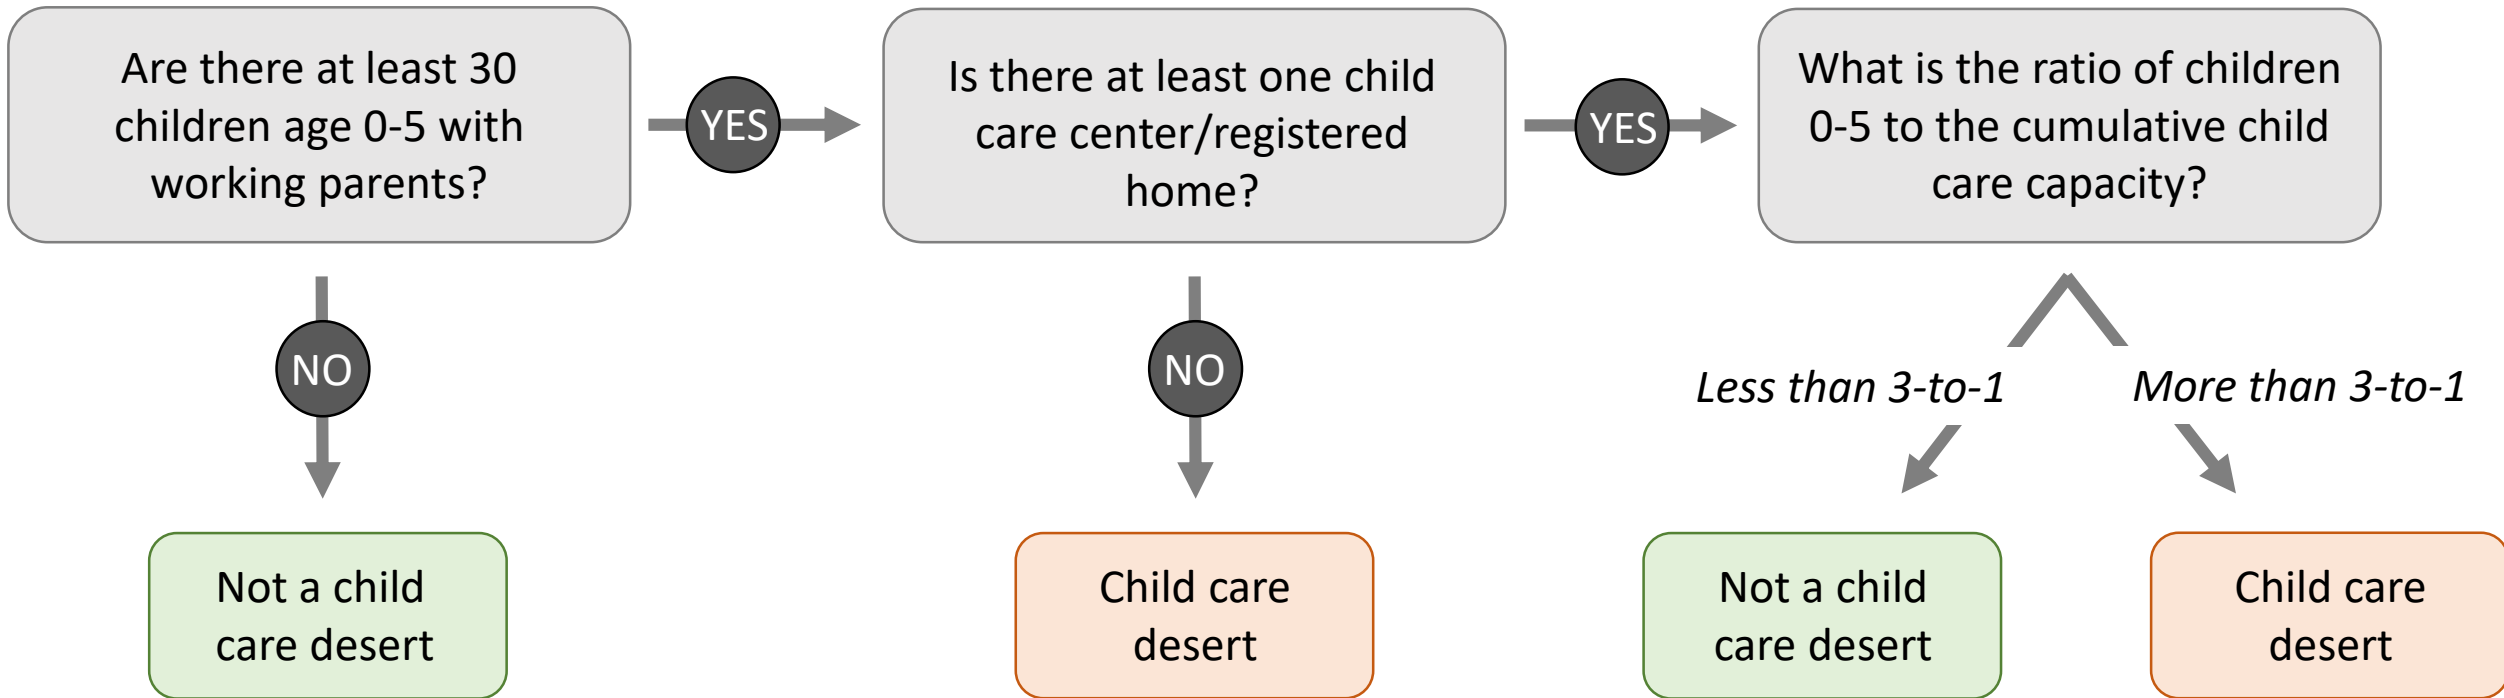 Are there at least 30
children age 0-5 with
working parents?
YES
Is there at least one child
care center/registered
home?
YES
What is the ratio of children
0-5 to the cumulative child
care capacity?
NO
NO
Less than 3-to-1
More than 3-to-1
Not a child
care desert
Child care
desert
Not a child
care desert
Child care
desert